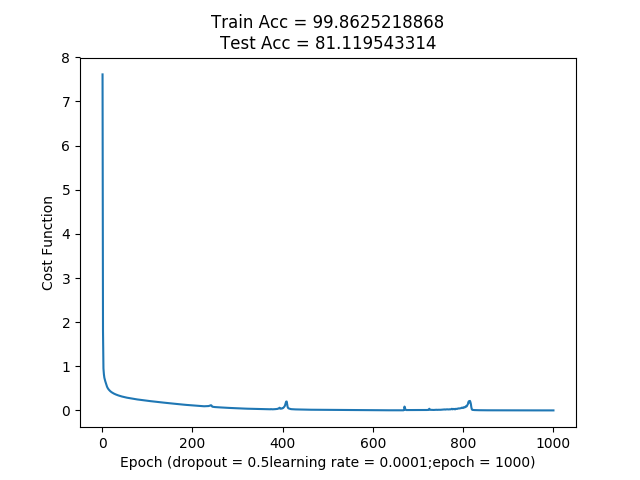 Train Acc = 99.8625218868
Test Acc = 81.119543314
8
7
6
5
4
3
2
1
0
Cost Function
0 200 400 600 800 1000
Epoch (dropout = 0.5learning rate = 0.0001;epoch = 1000)